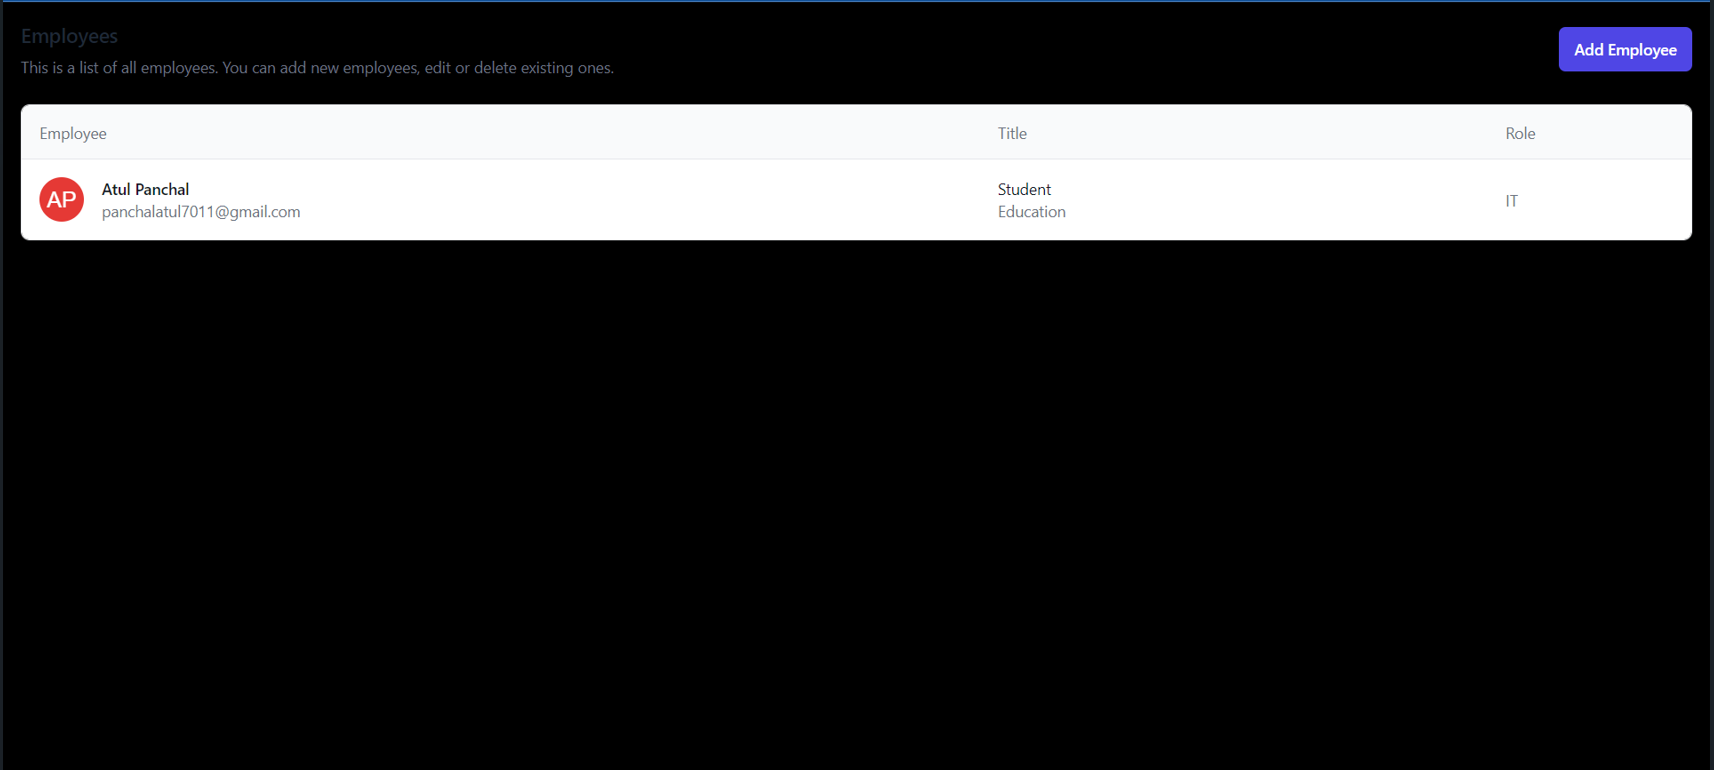 Employees
This is a list of all employees. You can add new employees, edit or delete existing ones.
Add Employee
Employee Title Role
AP
Atul Panchal
panchalatul7011@gmail.com
Student
Education
IT